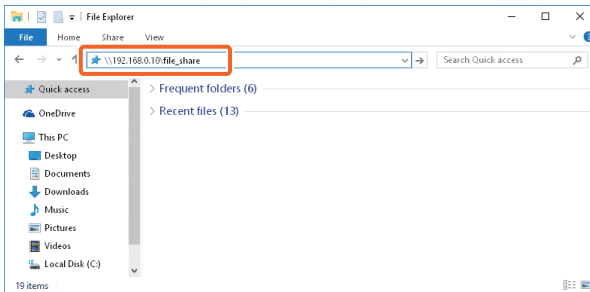 File Explorer
File Home Share View
\\192.168.0.10\file_share
Search Quick access
Quick access
Frequent folders (6)
OneDrive
Recent files (13)
This PC
Desktop
Documents
Downloads
Music
Pictures
Videos
Local Disk (C:)
19 items